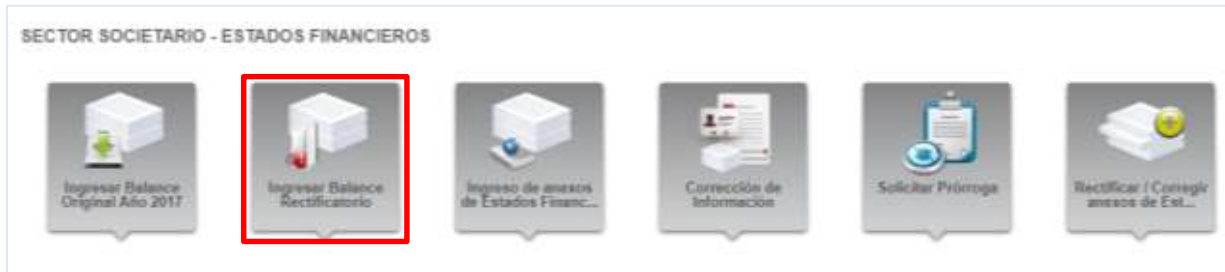 SECTOR SOCIETARIO - ESTADOS FINANCIEROS
Ingresar Balance
Original Año 2017
Ingresar Balance
Rectificatorio
Ingreso de anexos
de Estados Financ...
Corrección de
Información
Solicitar Prórroga
Rectificar / Corregir
anexos de Est...